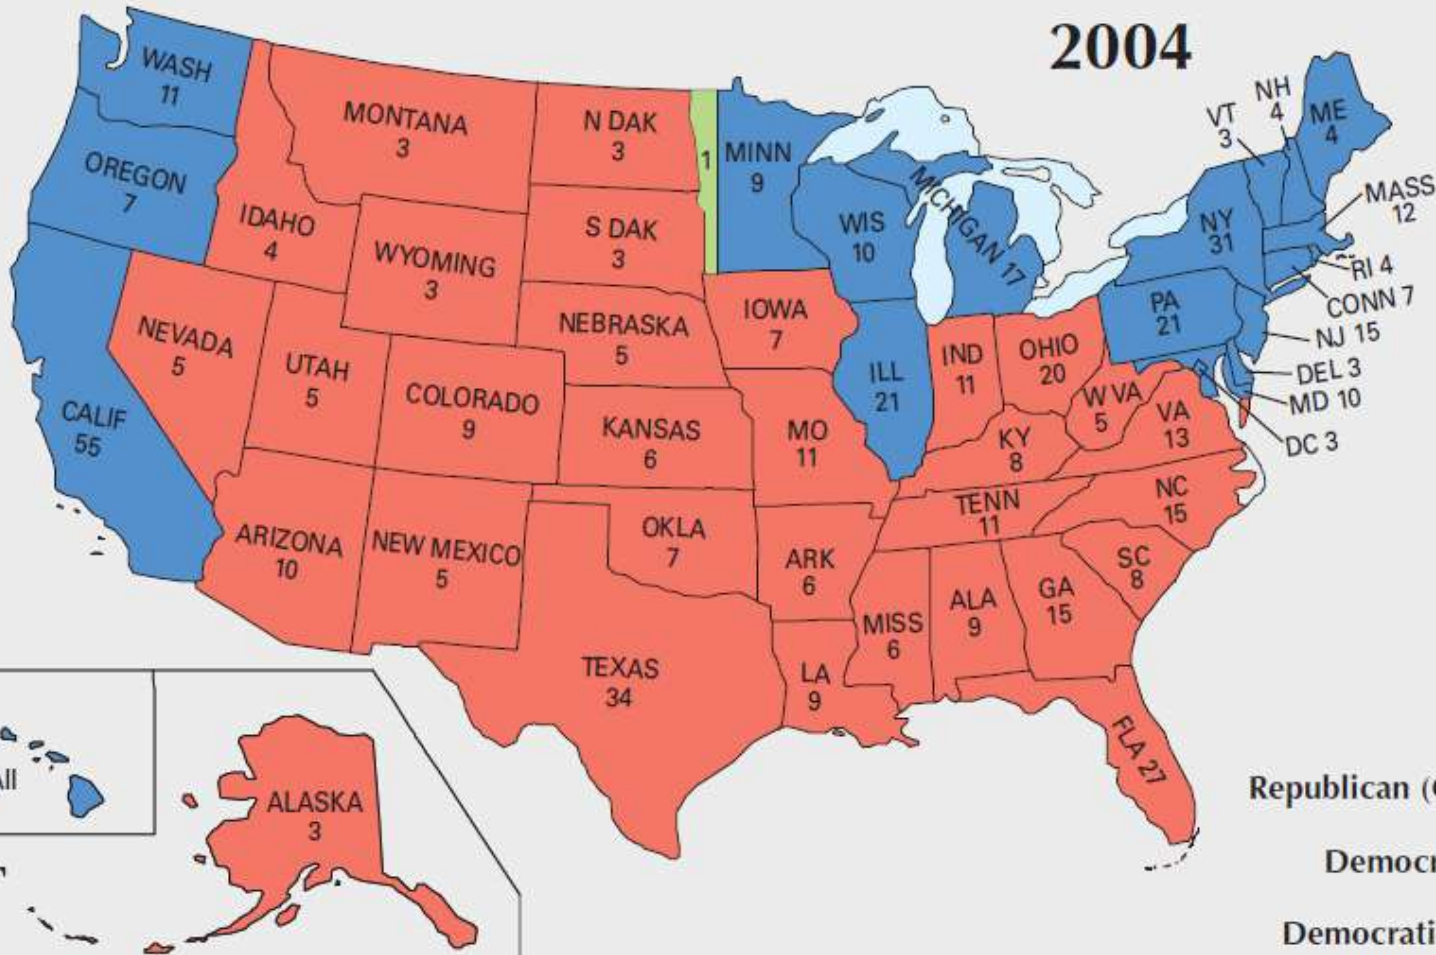 2004
WASH
11
OREGON
7
CALIF
55
MONTANA
3
IDAHO
4
WYOMING
3
NEVADA
5
UTAH
5
COLORADO
9
ARIZONA
10
NEW MEXICO
5
N DAK
3
S DAK
3
NEBRASKA
5
KANSAS
6
OKLA
7
TEXAS
34
1
MINN
9
IOWA
7
MO
11
ARK
6
LA
9
WIS
10
ILL
21
MICHIGAN 17
IND
11
OHIO
20
KY
8
TENN
11
MISS
6
ALA
9
GA
15
FLA 27
SC
8
NC
15
VA
13
W VA
5
PA
21
NY
31
VT
3
NH
4
ME
4
MASS
12
RI 4
CONN 7
NJ 15
DEL 3
MD 10
DC 3
ALASKA
3
Republican